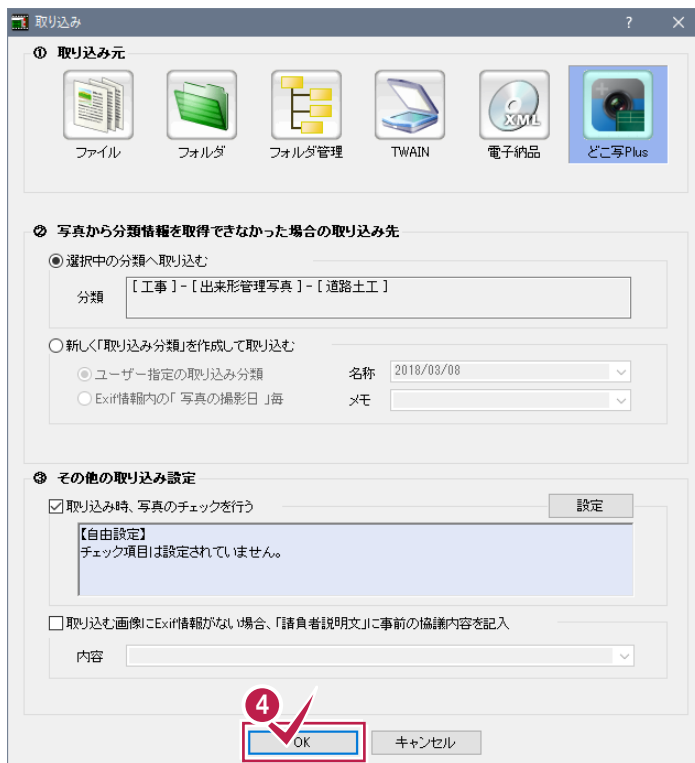 取り込み ? ×
① 取り込み元
XML
ファイル フォルダ フォルダ管理 TWAIN 電子納品 どこ写Plus
② 写真から分類情報を取得できなかった場合の取り込み先
選択中の分類へ取り込む
分類 [ 工事 ] - [ 出来形管理写真 ] - [ 道路土工 ]
新しく「取り込み分類」を作成して取り込む
ユーザー指定の取り込み分類 名称 2018/03/08
Exif情報内の「 写真の撮影日 」毎 メモ
③ その他の取り込み設定
取り込み時、写真のチェックを行う 設定
【自由設定】
チェック項目は設定されていません。
取り込む画像にExif情報がない場合、「請負者説明文」に事前の協議内容を記入
内容
4
OK キャンセル